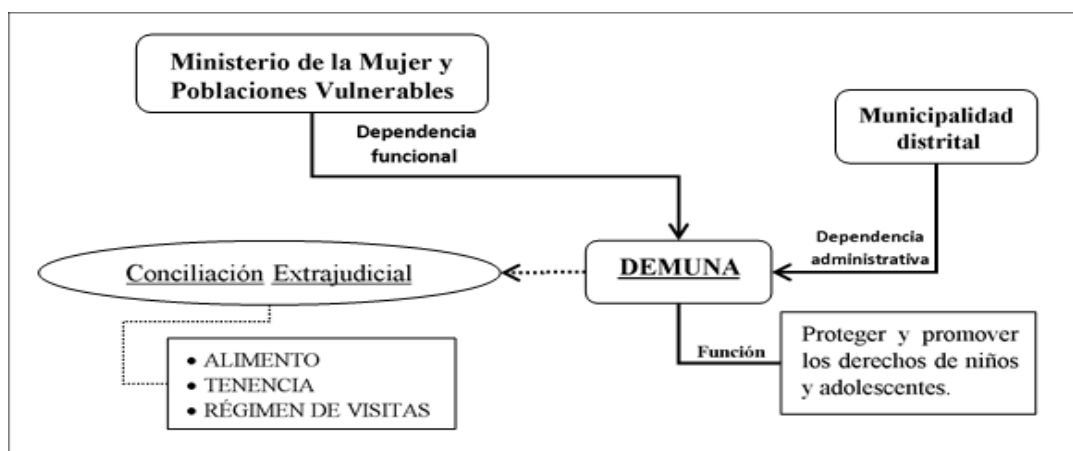 Ministerio de la Mujer y
Poblaciones Vulnerables
Dependencia
funcional
Municipalidad
distrital
Dependencia
administrativa
Conciliación Extrajudicial
DEMUNA
• ALIMENTO
• TENENCIA
• RÉGIMEN DE VISITAS
Función
Proteger y promover
los derechos de niños
y adolescentes.